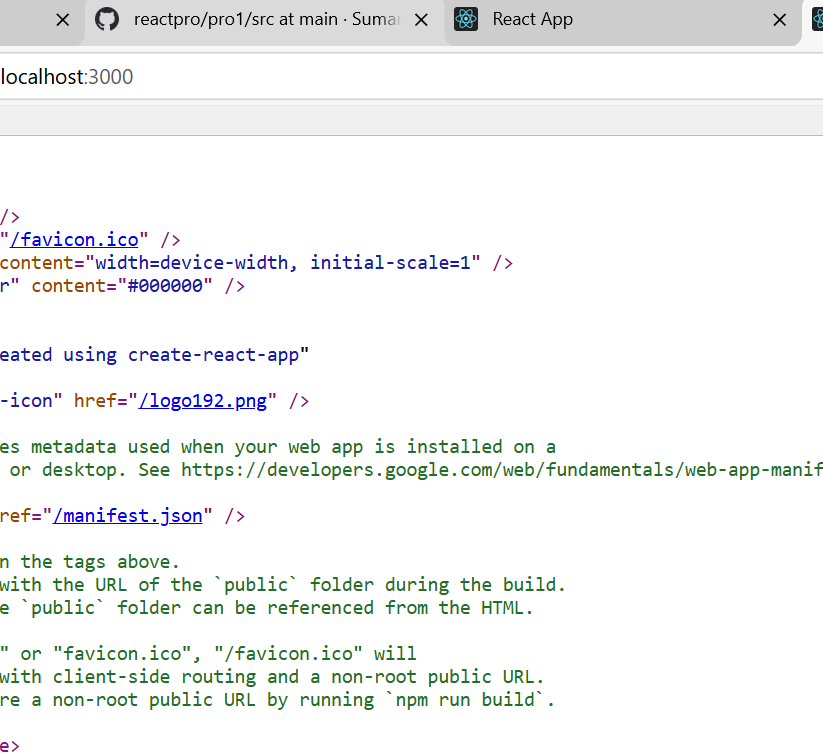 reactpro/pro1/src at main · Sumar
React App
localhost:3000
/>
"/favicon.ico" />
content="width=device-width, initial-scale=1" />
r" content="#000000" />
eated using create-react-app"
-icon" href="/logo192.png" />
es metadata used when your web app is installed on a
or desktop. See https://developers.google.com/web/fundamentals/web-app-manif
ref="/manifest.json" />
n the tags above.
with the URL of the `public` folder during the build.
e `public` folder can be referenced from the HTML.
" or "favicon.ico", "/favicon.ico" will
with client-side routing and a non-root public URL.
re a non-root public URL by running `npm run build`.
e>